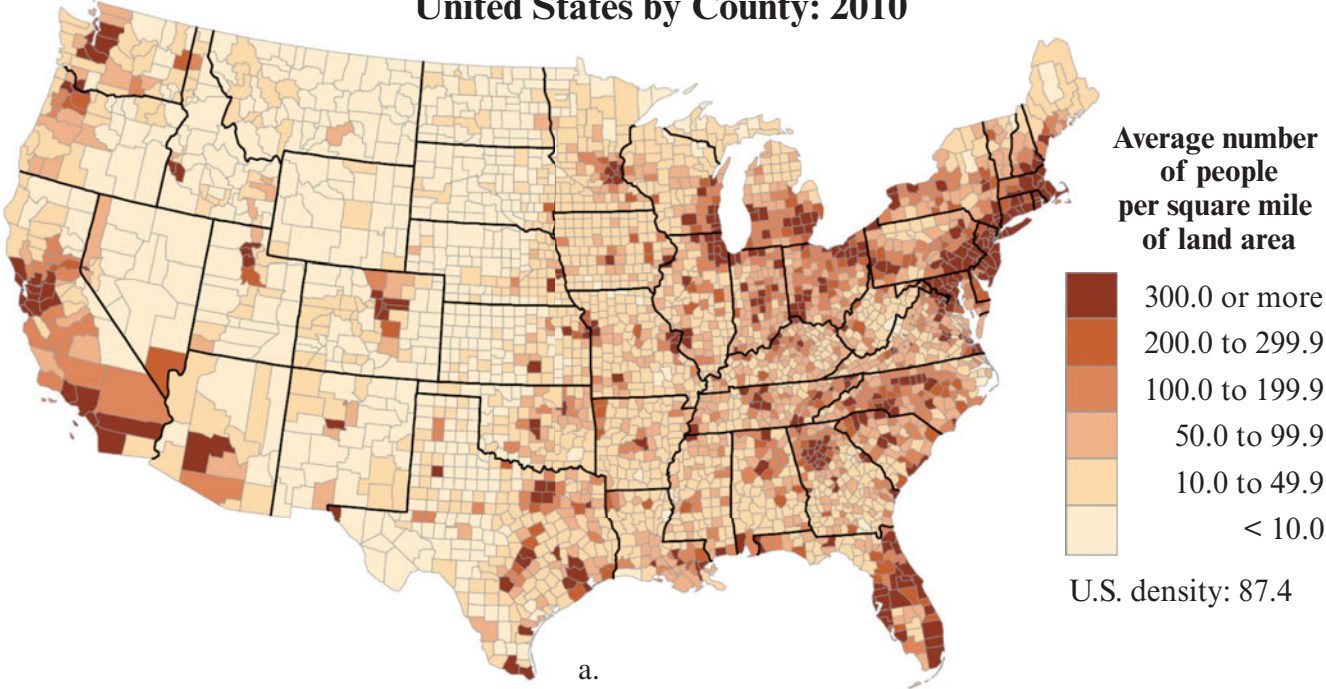 United States by County: 2010
Average number
of people
per square mile
of land area
300.0 or more
200.0 to 299.9
100.0 to 199.9
50.0 to 99.9
10.0 to 49.9
< 10.0
U.S. density: 87.4
a.